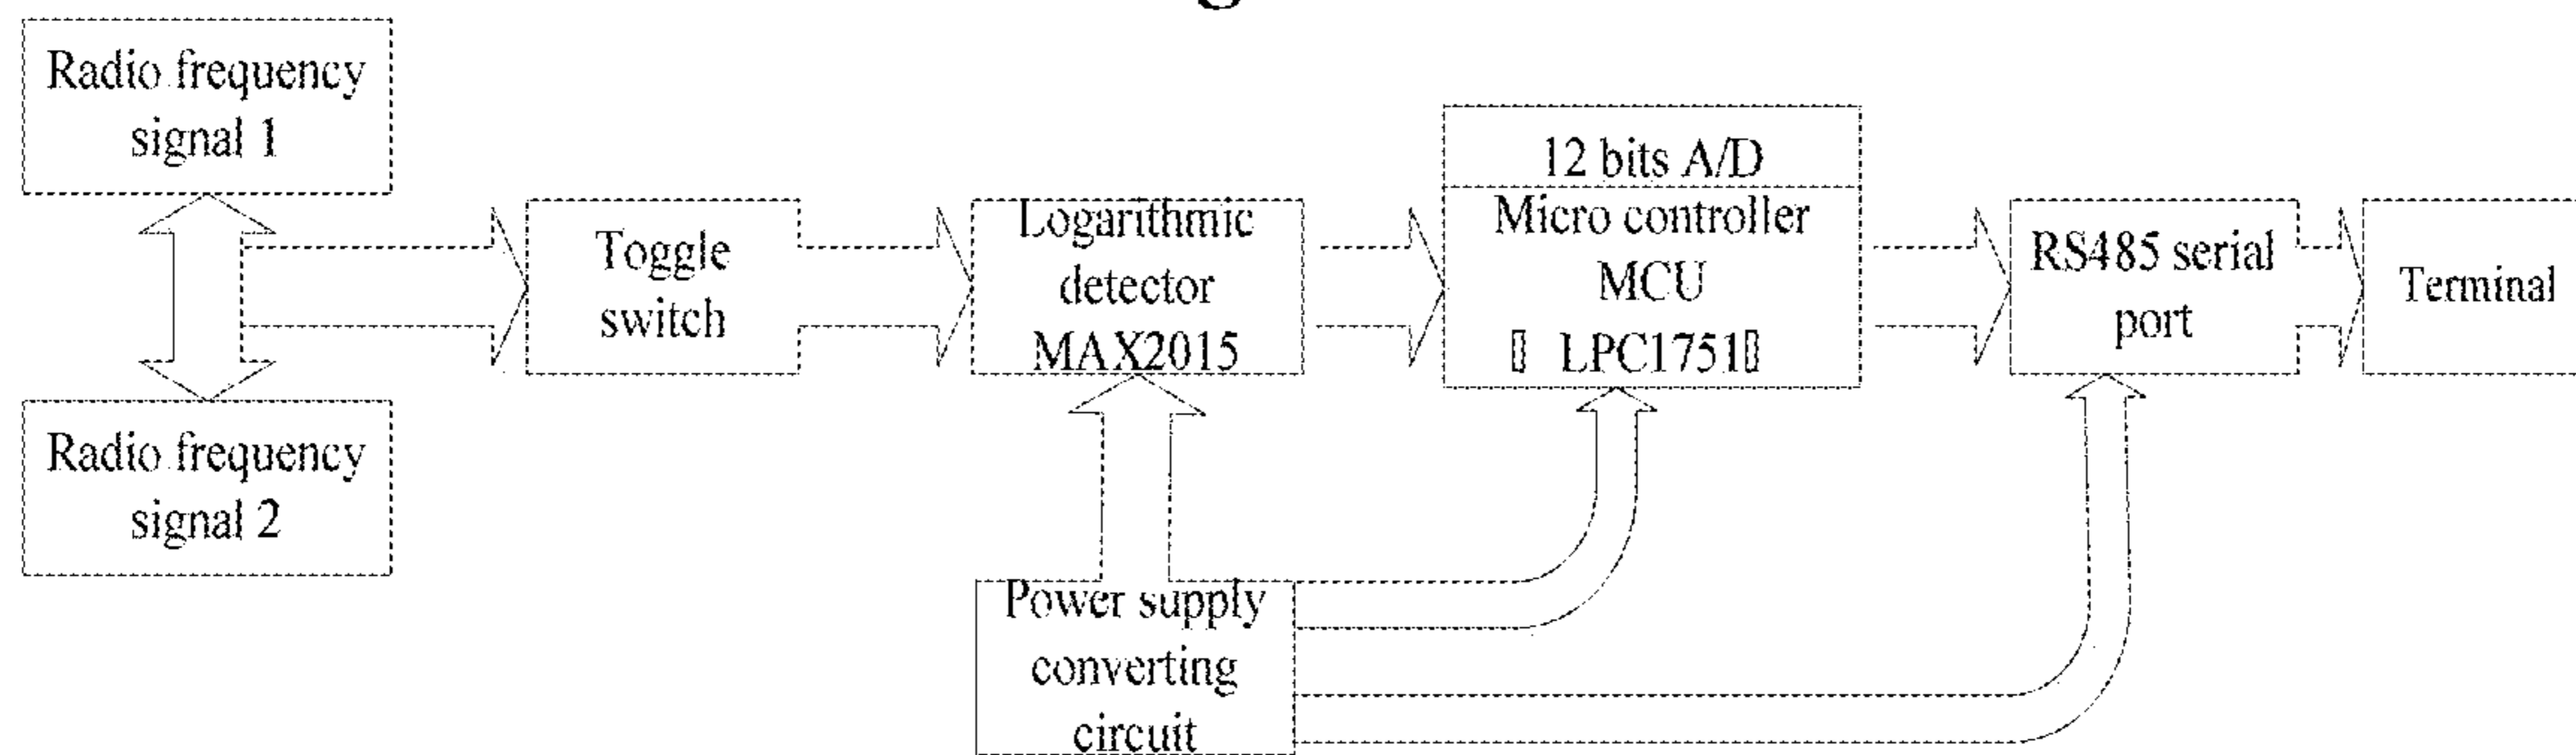 Radio frequency
signal 1
Radio frequency
signal 2
Toggle
switch
Logarithmic
detector
MAX2015
12 bits A/D
Micro controller
MCU
LPC1751
RS485 serial
port
Terminal
Power supply
converting
circuit